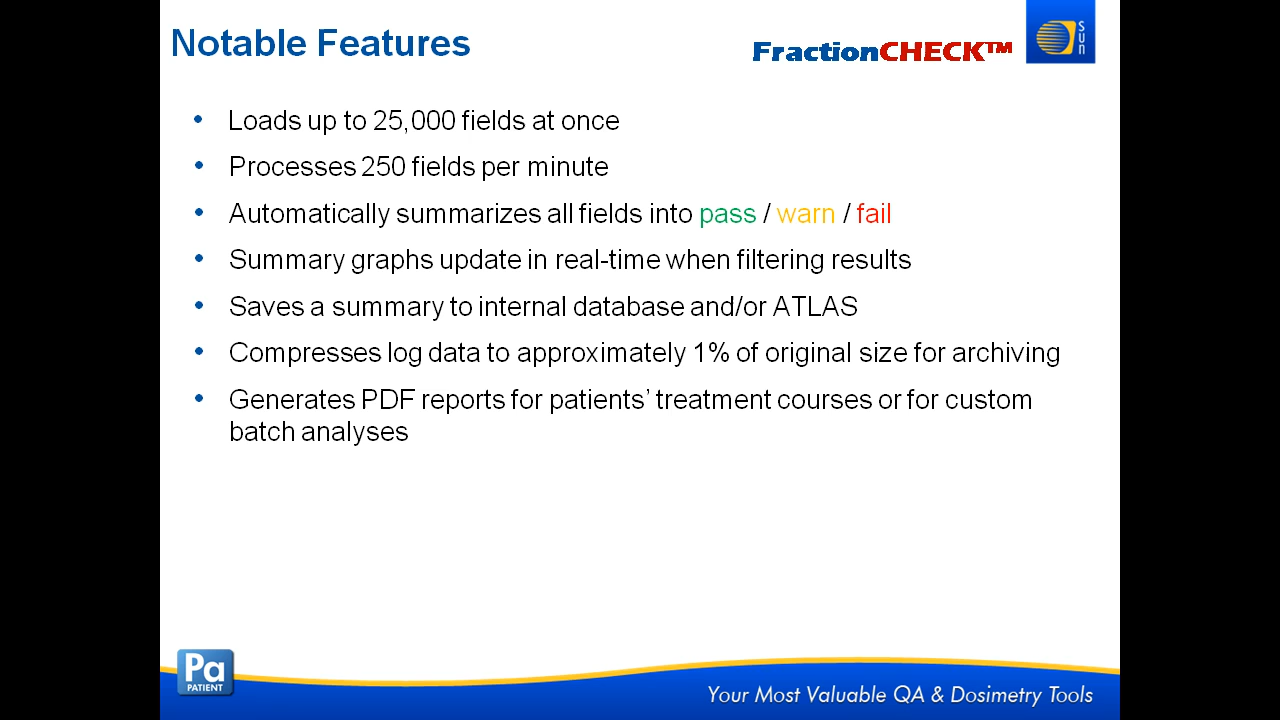 Notable Features
FractionCHECK™
sun
• Loads up to 25,000 fields at once
• Processes 250 fields per minute
• Automatically summarizes all fields into pass / warn / fail
• Summary graphs update in real-time when filtering results
• Saves a summary to internal database and/or ATLAS
• Compresses log data to approximately 1% of original size for archiving
• Generates PDF reports for patients’ treatment courses or for custom
batch analyses
Pa
PATIENT
Your Most Valuable QA & Dosimetry Tools